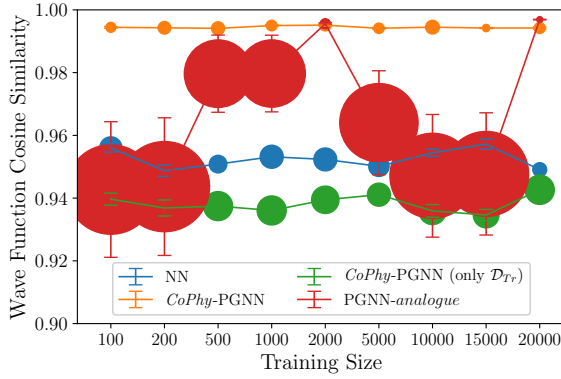 Wave Function Cosine Similarity
1.00
0.98
0.96
0.94
0.92
0.90
NN
CoPhy-PGNN
CoPhy-PGNN (only 𝒟_Tr)
PGNN-analogue
100 200 500 1000 2000 5000 10000 15000 20000
Training Size